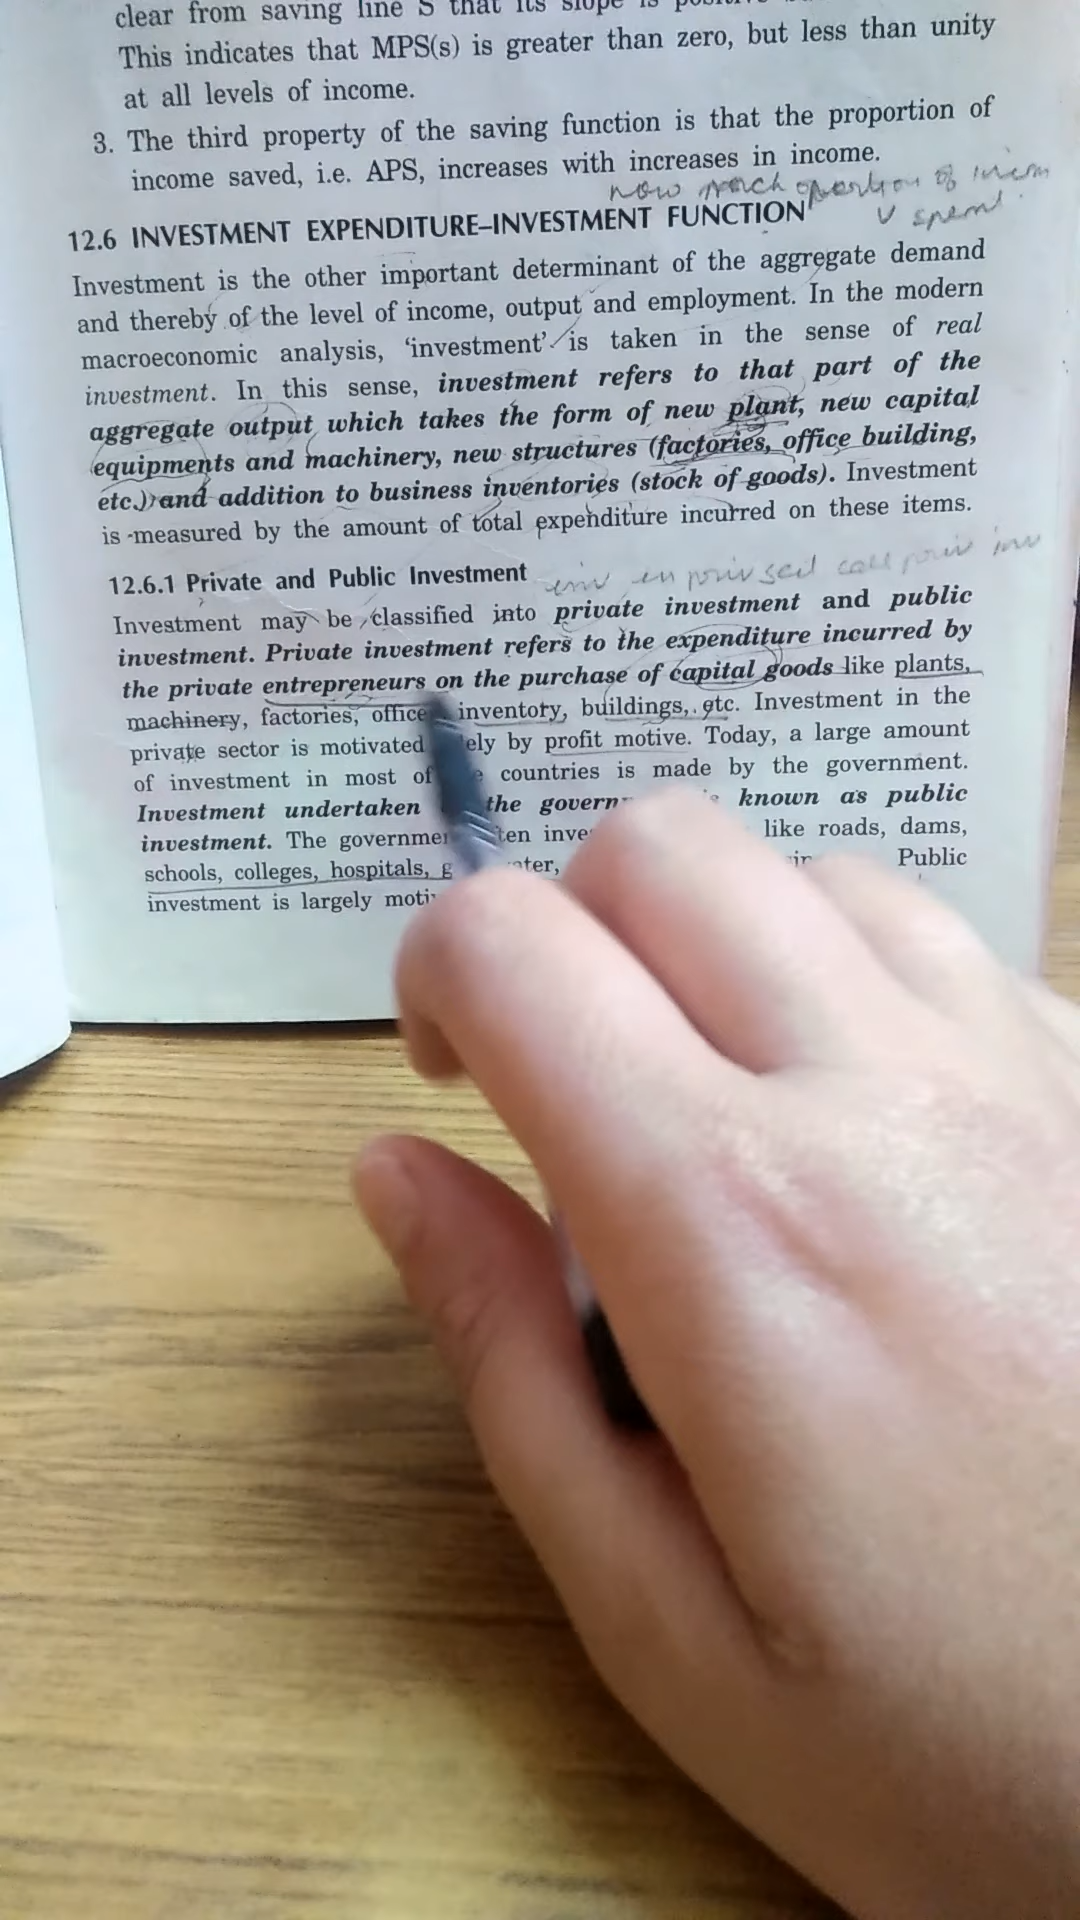 clear from saving line S that its slope is
This indicates that MPS(s) is greater than zero, but less than unity
at all levels of income.
3. The third property of the saving function is that the proportion of
income saved, i.e. APS, increases with increases in income.
of
12.6 INVESTMENT EXPENDITURE–INVESTMENT FUNCTION
spent.
Investment is the other important determinant of the aggregate demand
and thereby of the level of income, output and employment. In the modern
macroeconomic analysis, ‘investment’ is taken in the sense of real
investment. In this sense, investment refers to that part of the
aggregate output which takes the form of new plant, new capital
equipments and machinery, new structures (factories, office building,
etc.) and addition to business inventories (stock of goods). Investment
is measured by the amount of total expenditure incurred on these items.
12.6.1 Private and Public Investment
Investment may be classified into private investment and public
investment. Private investment refers to the expenditure incurred by
the private entrepreneurs on the purchase of capital goods like plants,
machinery, factories, office inventory, buildings, etc. Investment in the
private sector is motivated by profit motive. Today, a large amount
of investment in most of countries is made by the government.
Investment undertaken the known as public
investment. The like roads, dams,
schools, colleges, hospitals, Public
investment is largely